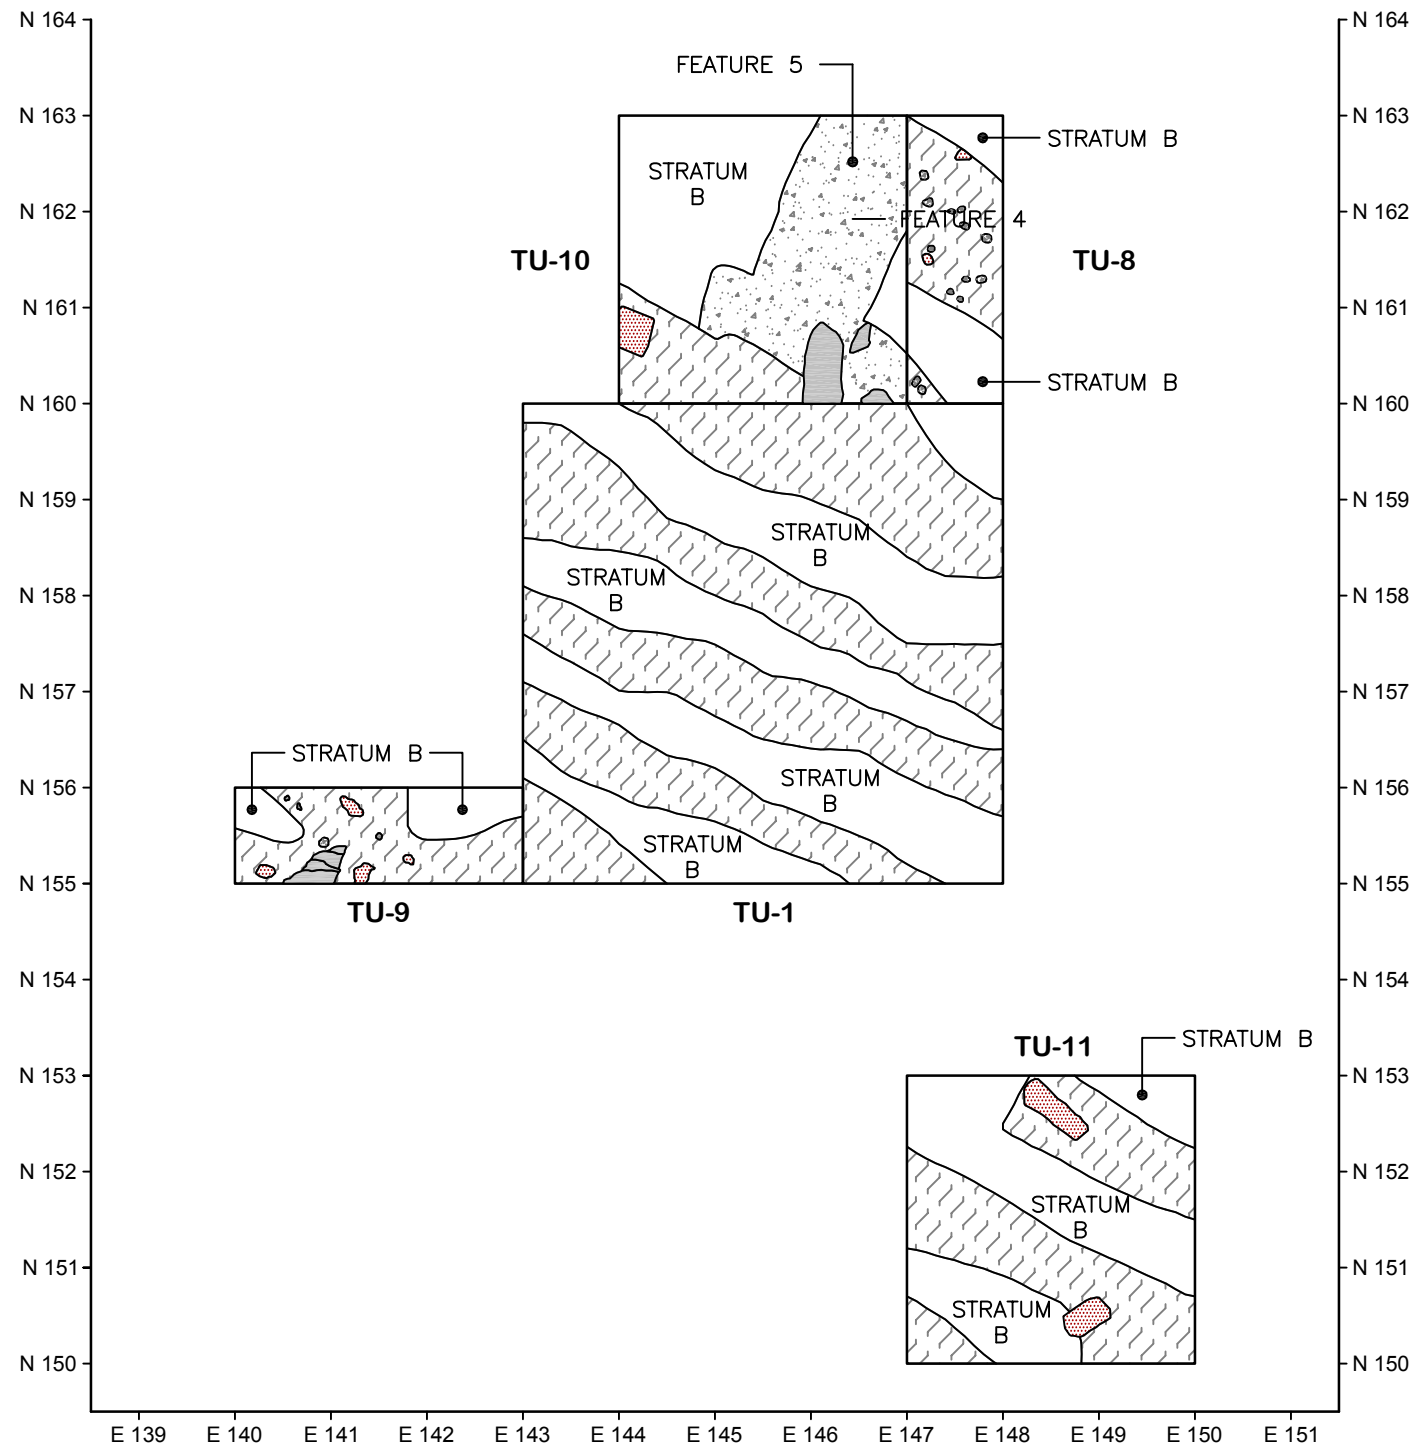 N 164
N 164
FEATURE 5
N 163
N 163
STRATUM B
STRATUM
B
N 162
FEATURE 4
N 162
TU-10
TU-8
N 161
N 161
STRATUM B
N 160
N 160
N 159
N 159
STRATUM
B
STRATUM
B
N 158
N 158
N 157
N 157
STRATUM B
STRATUM
B
N 156
N 156
STRATUM
B
N 155
N 155
TU-9
TU-1
N 154
N 154
TU-11
STRATUM B
N 153
N 153
N 152
N 152
STRATUM
B
N 151
N 151
STRATUM
B
N 150
N 150
E 139 E 140 E 141 E 142 E 143 E 144 E 145 E 146 E 147 E 148 E 149 E 150 E 151